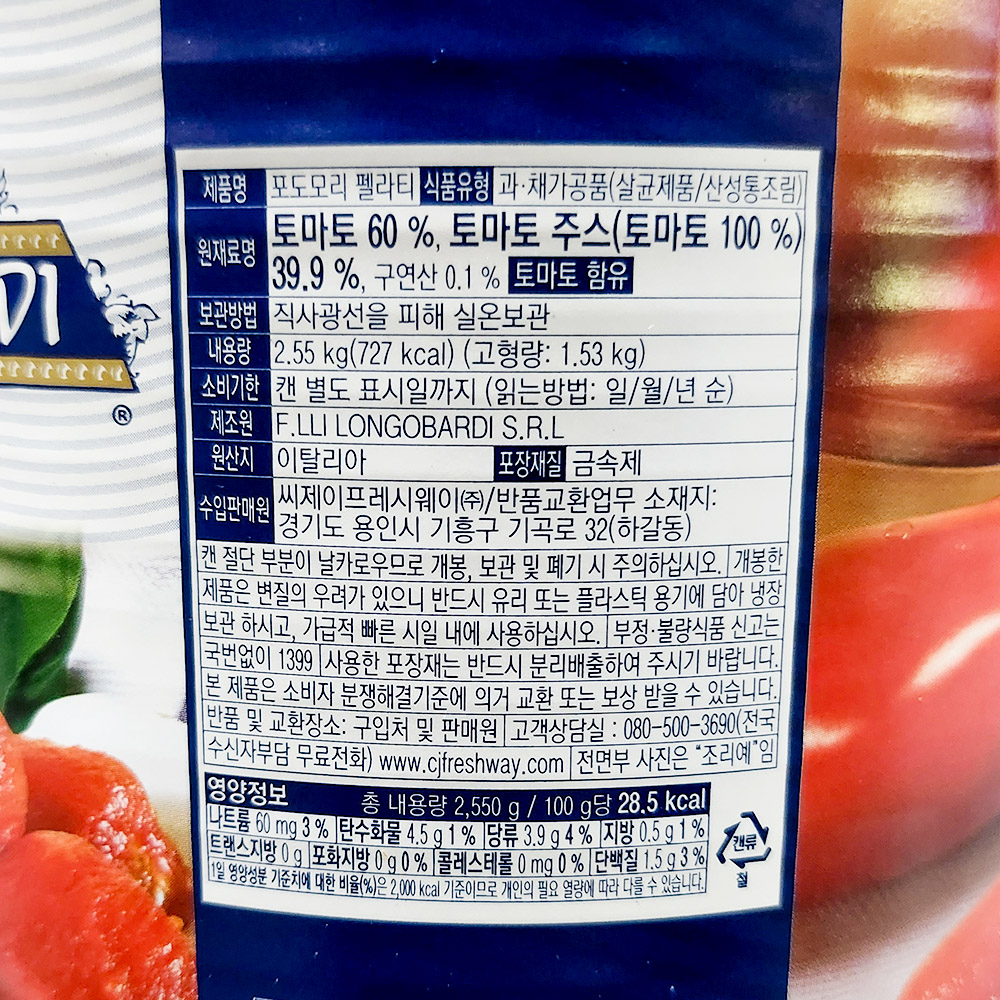 DI
®
제품명 포도모리 펠라티 식품유형 과·채가공품(살균제품/산성통조림)
원재료명 토마토 60 %, 토마토 주스(토마토 100 %)
39.9 %, 구연산 0.1 % 토마토 함유
보관방법 직사광선을 피해 실온보관
내용량 2.55 kg(727 kcal) (고형량: 1.53 kg)
소비기한 캔 별도 표시일까지 (읽는방법: 일/월/년 순)
제조원 F.LLI LONGOBARDI S.R.L
원산지 이탈리아 포장재질 금속제
수입판매원 씨제이프레시웨이㈜/반품교환업무 소재지:
경기도 용인시 기흥구 기곡로 32(하갈동)
캔 절단 부분이 날카로우므로 개봉, 보관 및 폐기 시 주의하십시오. 개봉한
제품은 변질의 우려가 있으니 반드시 유리 또는 플라스틱 용기에 담아 냉장
보관 하시고, 가급적 빠른 시일 내에 사용하십시오. 부정·불량식품 신고는
국번없이 1399 사용한 포장재는 반드시 분리배출하여 주시기 바랍니다.
본 제품은 소비자 분쟁해결기준에 의거 교환 또는 보상 받을 수 있습니다.
반품 및 교환장소: 구입처 및 판매원 고객상담실 : 080-500-3690(전국
수신자부담 무료전화) www.cjfreshway.com 전면부 사진은 "조리예"임
영양정보 총 내용량 2,550 g / 100 g당 28.5 kcal
나트륨 60 mg 3 % 탄수화물 4.5 g 1 % 당류 3.9 g 4 % 지방 0.5 g 1 %
트랜스지방 0 g 포화지방 0 g 0 % 콜레스테롤 0 mg 0 % 단백질 1.5 g 3 %
1일 영양성분 기준치에 대한 비율(%)은 2,000 kcal 기준이므로 개인의 필요 열량에 따라 다를 수 있습니다.
캔류
철